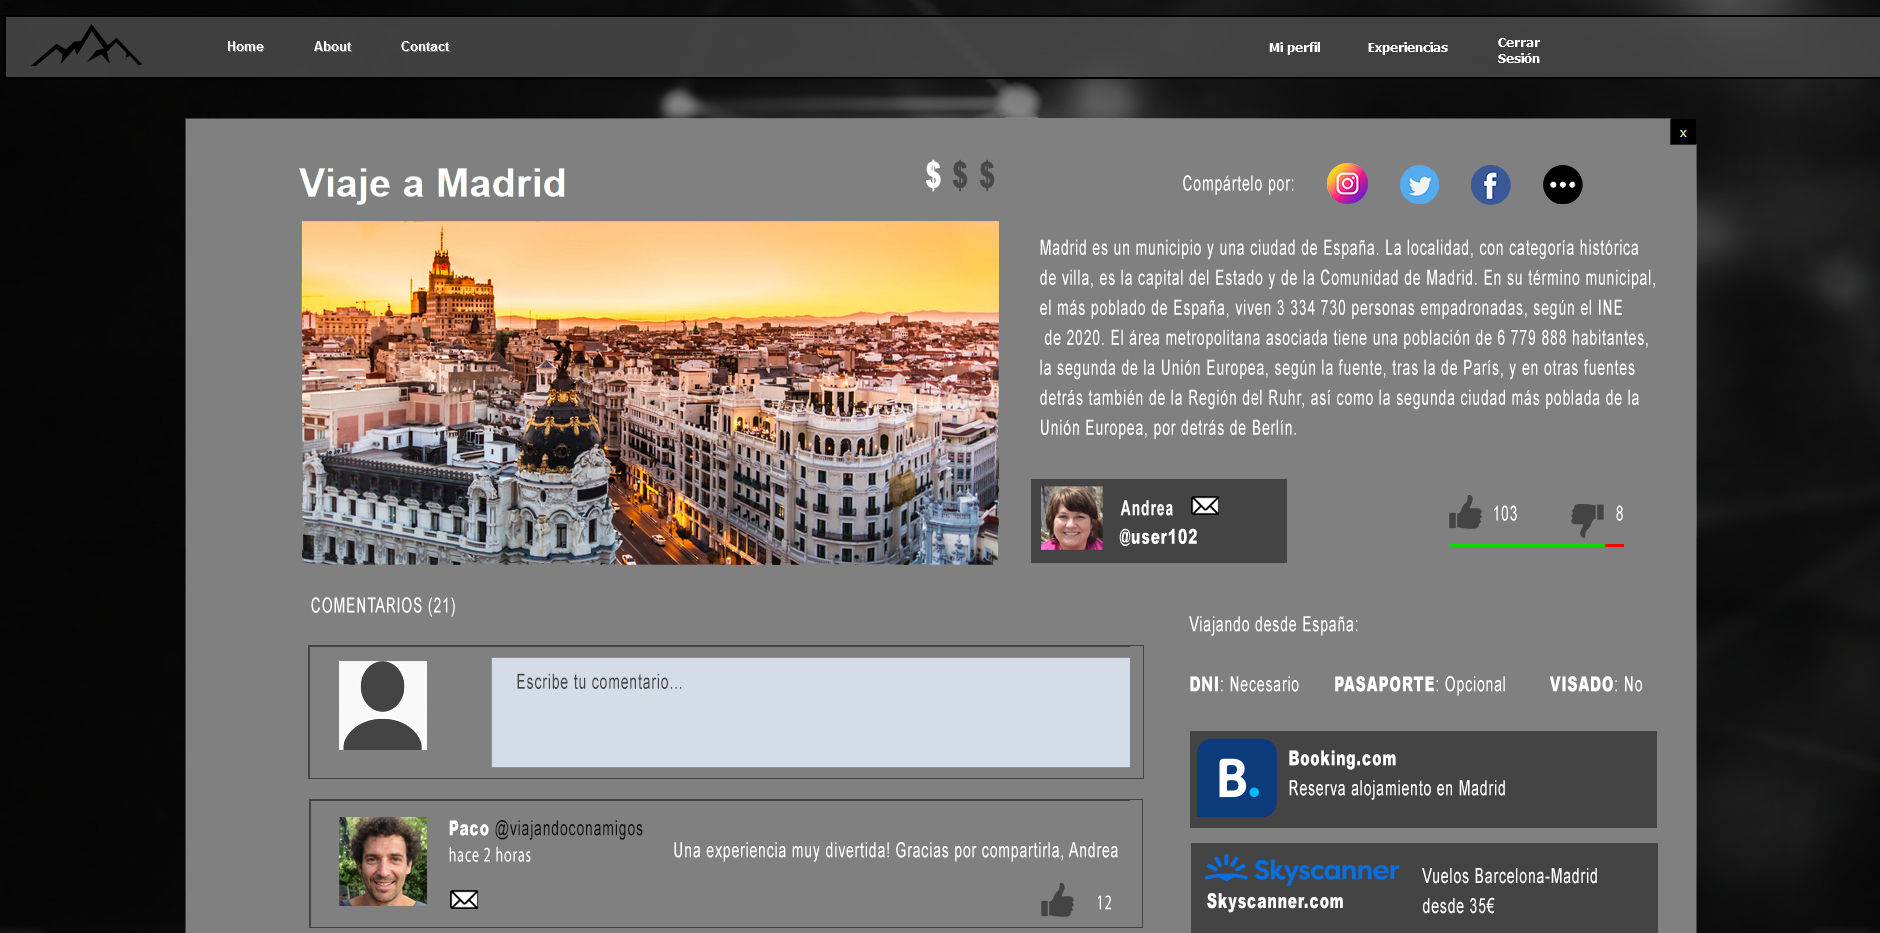 Home
About
Contact
Mi perfil
Experiencias
Cerrar
Sesión
x
Viaje a Madrid
$ $ $
Compártelo por:
Madrid es un municipio y una ciudad de España. La localidad, con categoría histórica
de villa, es la capital del Estado y de la Comunidad de Madrid. En su término municipal,
el más poblado de España, viven 3 334 730 personas empadronadas, según el INE
de 2020. El área metropolitana asociada tiene una población de 6 779 888 habitantes,
la segunda de la Unión Europea, según la fuente, tras la de París, y en otras fuentes
detrás también de la Región del Ruhr, así como la segunda ciudad más poblada de la
Unión Europea, por detrás de Berlín.
Andrea
@user102
103
8
COMENTARIOS (21)
Escribe tu comentario...
Paco @viajandoconamigos
hace 2 horas
Una experiencia muy divertida! Gracias por compartirla, Andrea
12
Viajando desde España:
DNI: Necesario
PASAPORTE: Opcional
VISADO: No
B.
Booking.com
Reserva alojamiento en Madrid
Skyscanner
Skyscanner.com
Vuelos Barcelona-Madrid
desde 35€